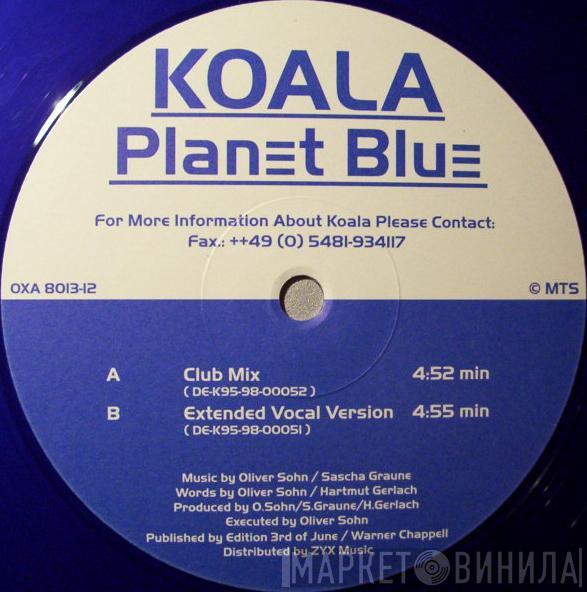 KOALA
Planet Blue
For More Information About Koala Please Contact:
Fax.: ++49 (0) 5481-934117
OXA 8013-12 © MTS
A Club Mix 4:52 min
( DE-K95-98-00052 )
B Extended Vocal Version 4:55 min
( DE-K95-98-00051 )
Music by Oliver Sohn / Sascha Graune
Words by Oliver Sohn / Hartmut Gerlach
Produced by O.Sohn/S.Graune/H.Gerlach
Executed by Oliver Sohn
Published by Edition 3rd of June / Warner Chappell
Distributed by ZYX Music
МАРКЕТ ВИНИЛА